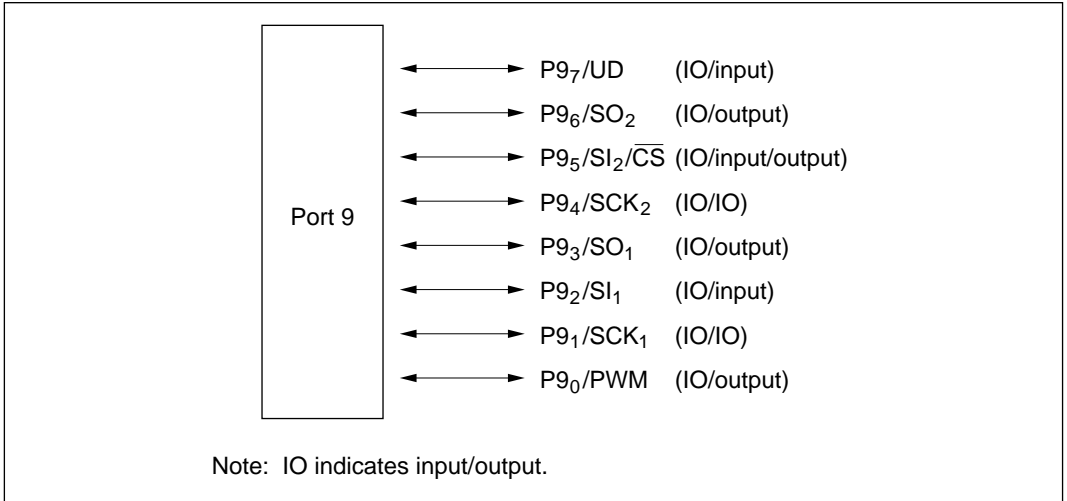 Port 9
P9₇/UD (IO/input)
P9₆/SO₂ (IO/output)
P9₅/SI₂/C̅S̅ (IO/input/output)
P9₄/SCK₂ (IO/IO)
P9₃/SO₁ (IO/output)
P9₂/SI₁ (IO/input)
P9₁/SCK₁ (IO/IO)
P9₀/PWM (IO/output)
Note: IO indicates input/output.